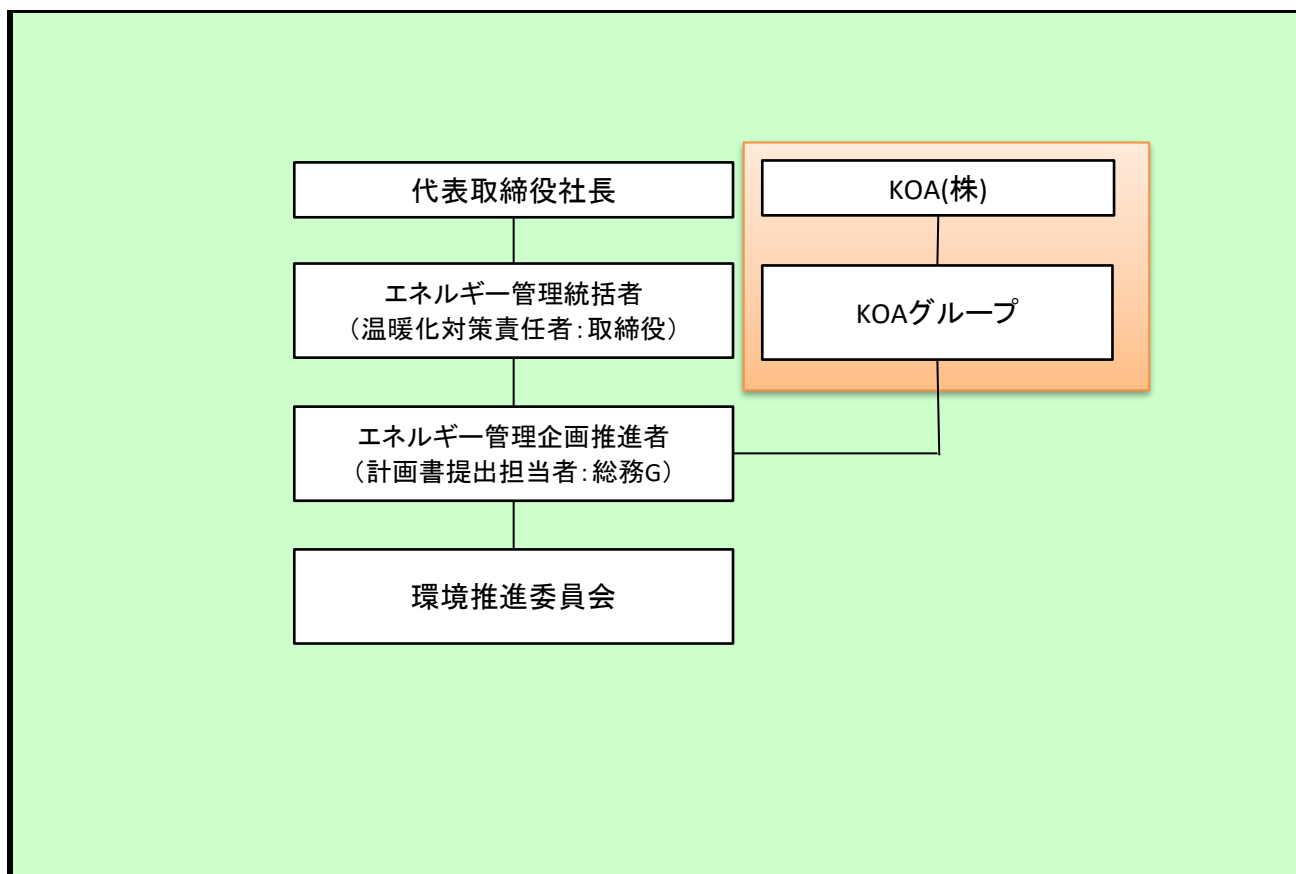 代表取締役社長
エネルギー管理統括者
（温暖化対策責任者：取締役）
エネルギー管理企画推進者
（計画書提出担当者：総務G）
環境推進委員会
KOA(株)
KOAグループ